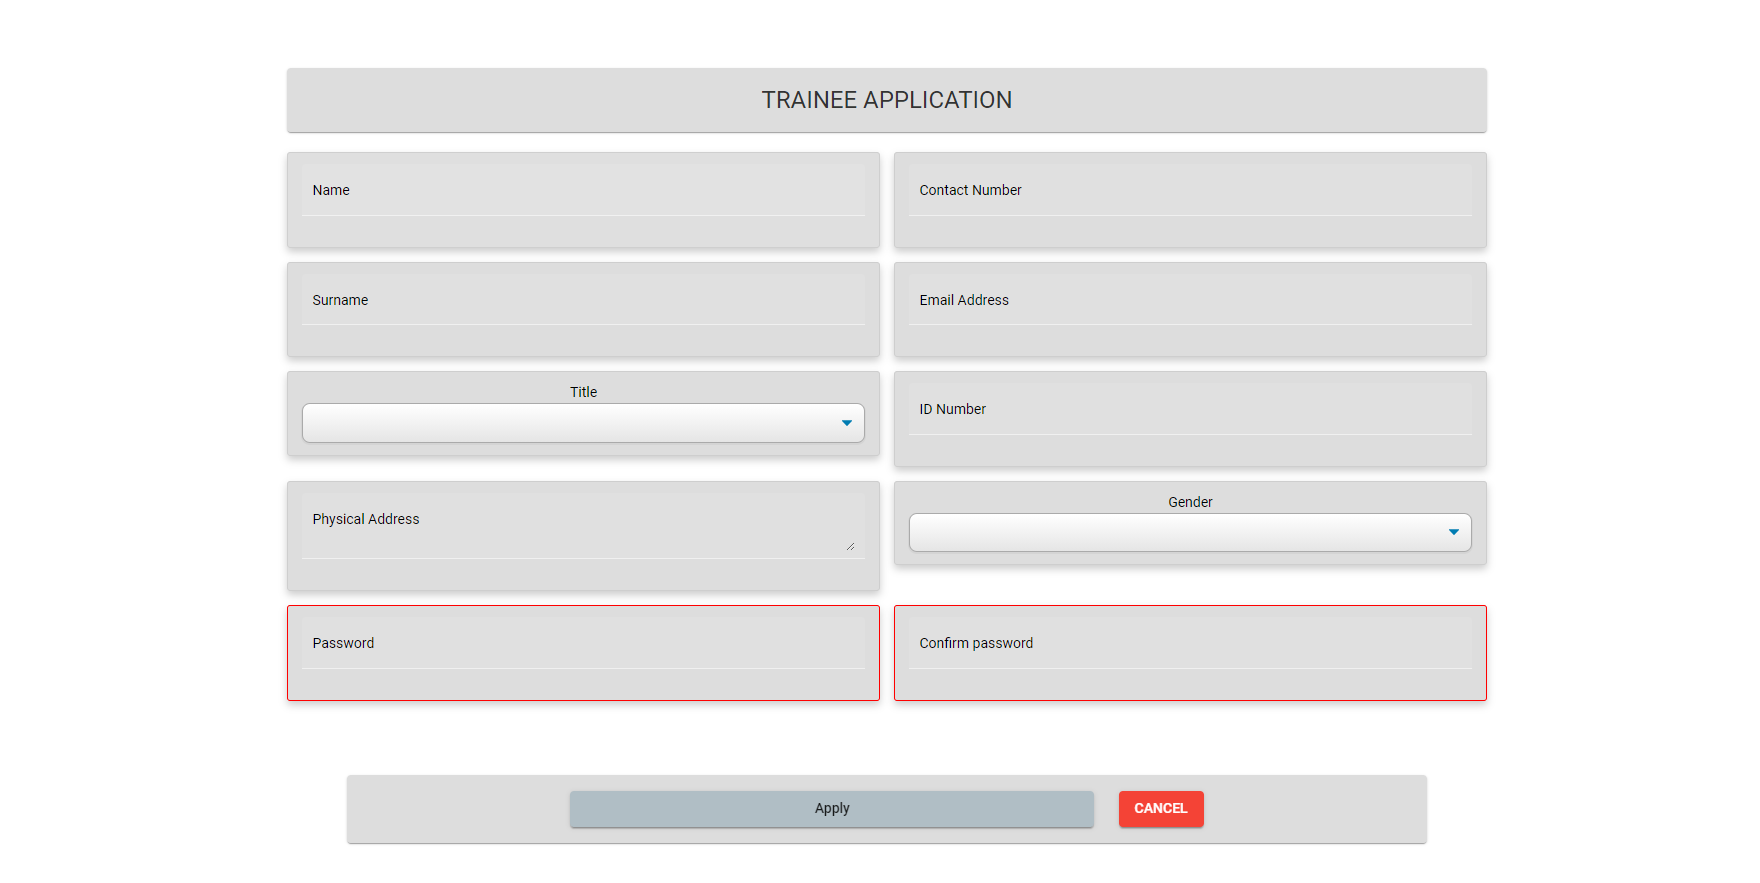 TRAINEE APPLICATION
Name
Contact Number
Surname
Email Address
Title
ID Number
Physical Address
Gender
Password
Confirm password
Apply
CANCEL